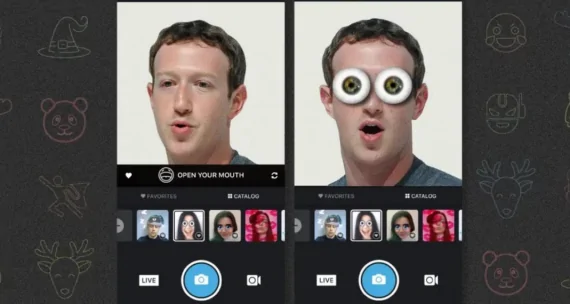 OPEN YOUR MOUTH
FAVORITES
CATALOG
LIVE
FAVORITES
CATALOG
LIVE